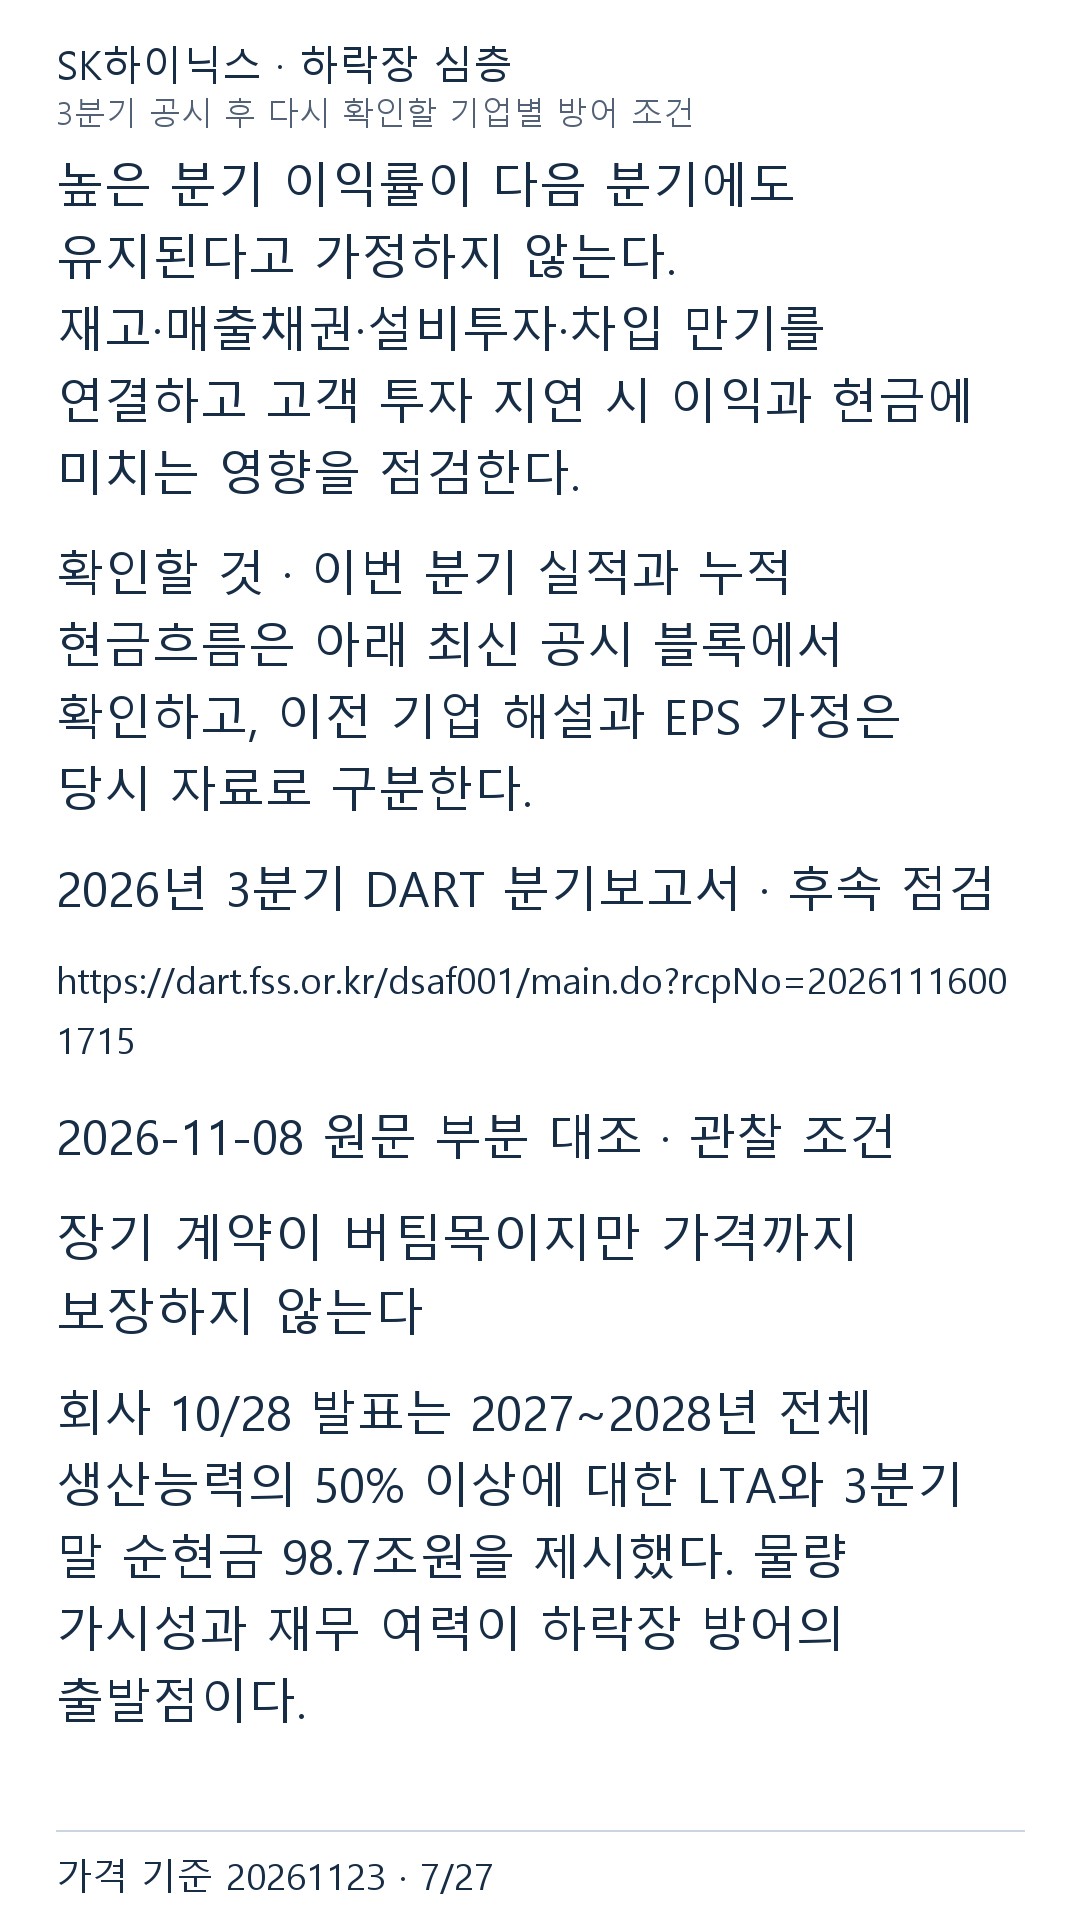 SK하이닉스 · 하락장 심층
3분기 공시 후 다시 확인할 기업별 방어 조건
높은 분기 이익률이 다음 분기에도
유지된다고 가정하지 않는다.
재고·매출채권·설비투자·차입 만기를
연결하고 고객 투자 지연 시 이익과 현금에
미치는 영향을 점검한다.
확인할 것 · 이번 분기 실적과 누적
현금흐름은 아래 최신 공시 블록에서
확인하고, 이전 기업 해설과 EPS 가정은
당시 자료로 구분한다.
2026년 3분기 DART 분기보고서 · 후속 점검
https://dart.fss.or.kr/dsaf001/main.do?rcpNo=2026111600
1715
2026-11-08 원문 부분 대조 · 관찰 조건
장기 계약이 버팀목이지만 가격까지
보장하지 않는다
회사 10/28 발표는 2027~2028년 전체
생산능력의 50% 이상에 대한 LTA와 3분기
말 순현금 98.7조원을 제시했다. 물량
가시성과 재무 여력이 하락장 방어의
출발점이다.
가격 기준 20261123 · 7/27